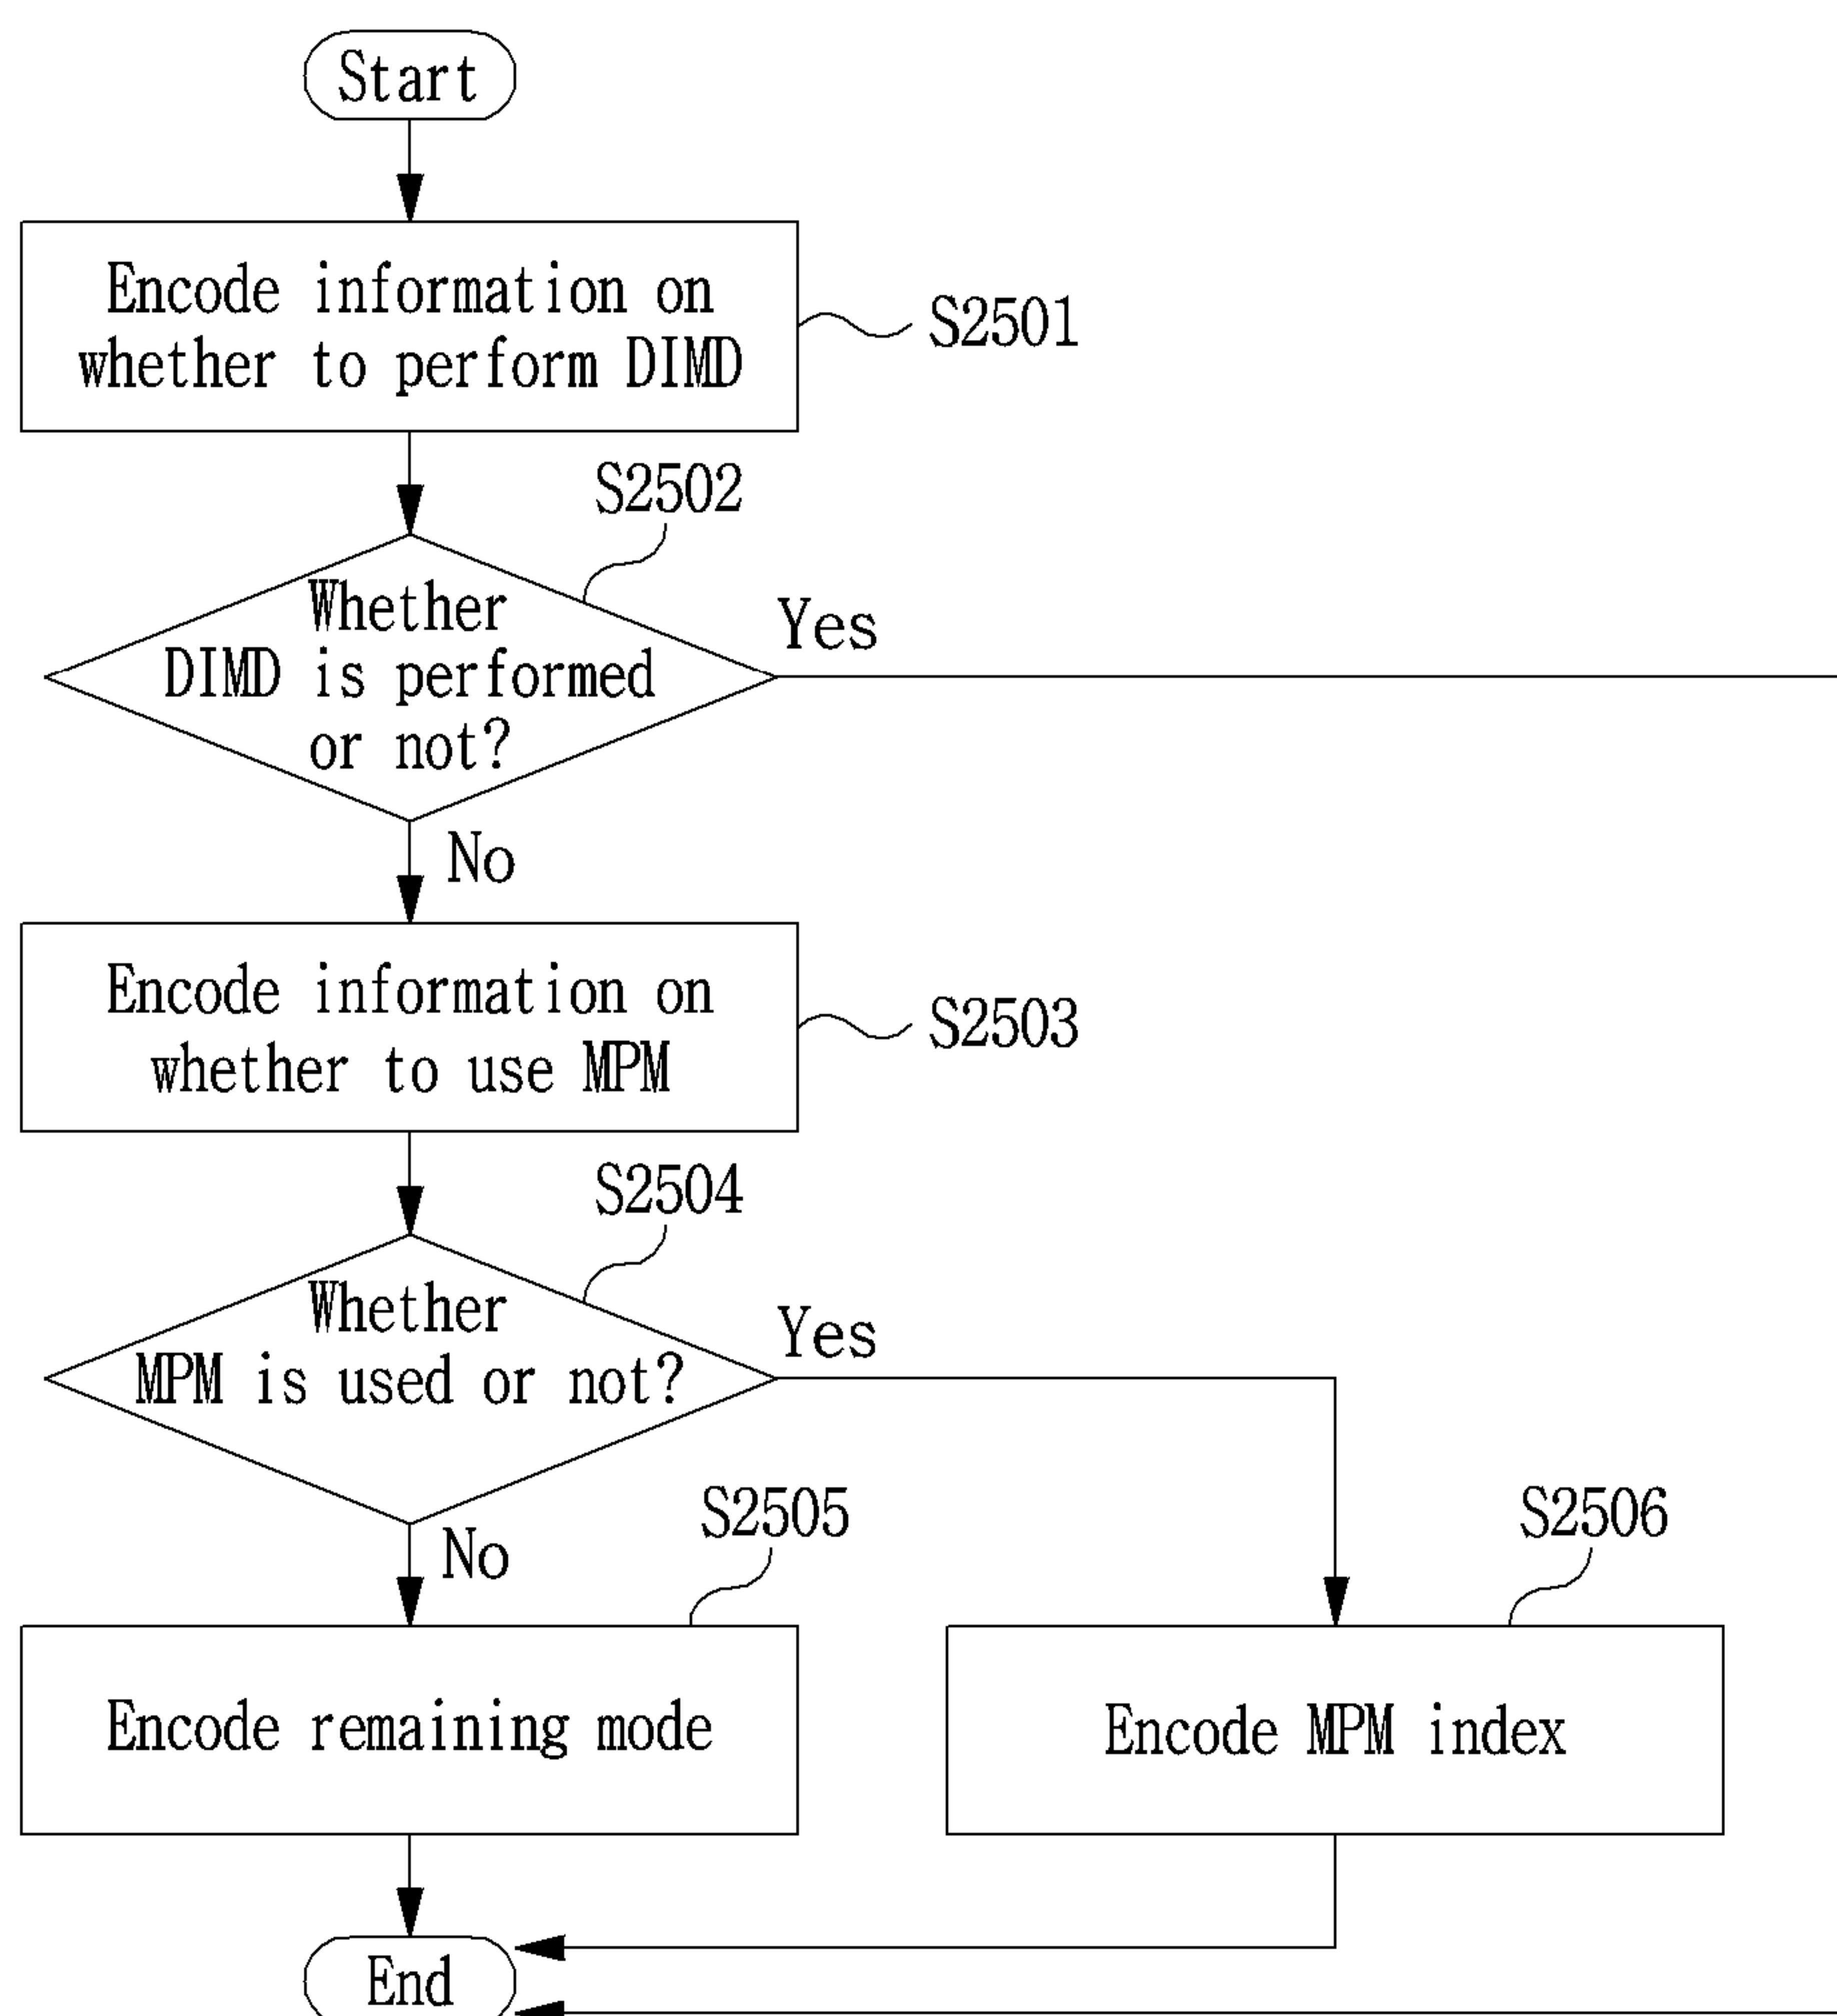 Start
Encode information on
whether to perform DIMD
S2501
S2502
Whether
DIMD is performed
or not?
Yes
No
Encode information on
whether to use MPM
S2503
S2504
Whether
MPM is used or not?
Yes
No
S2505
S2506
Encode remaining mode
Encode MPM index
End